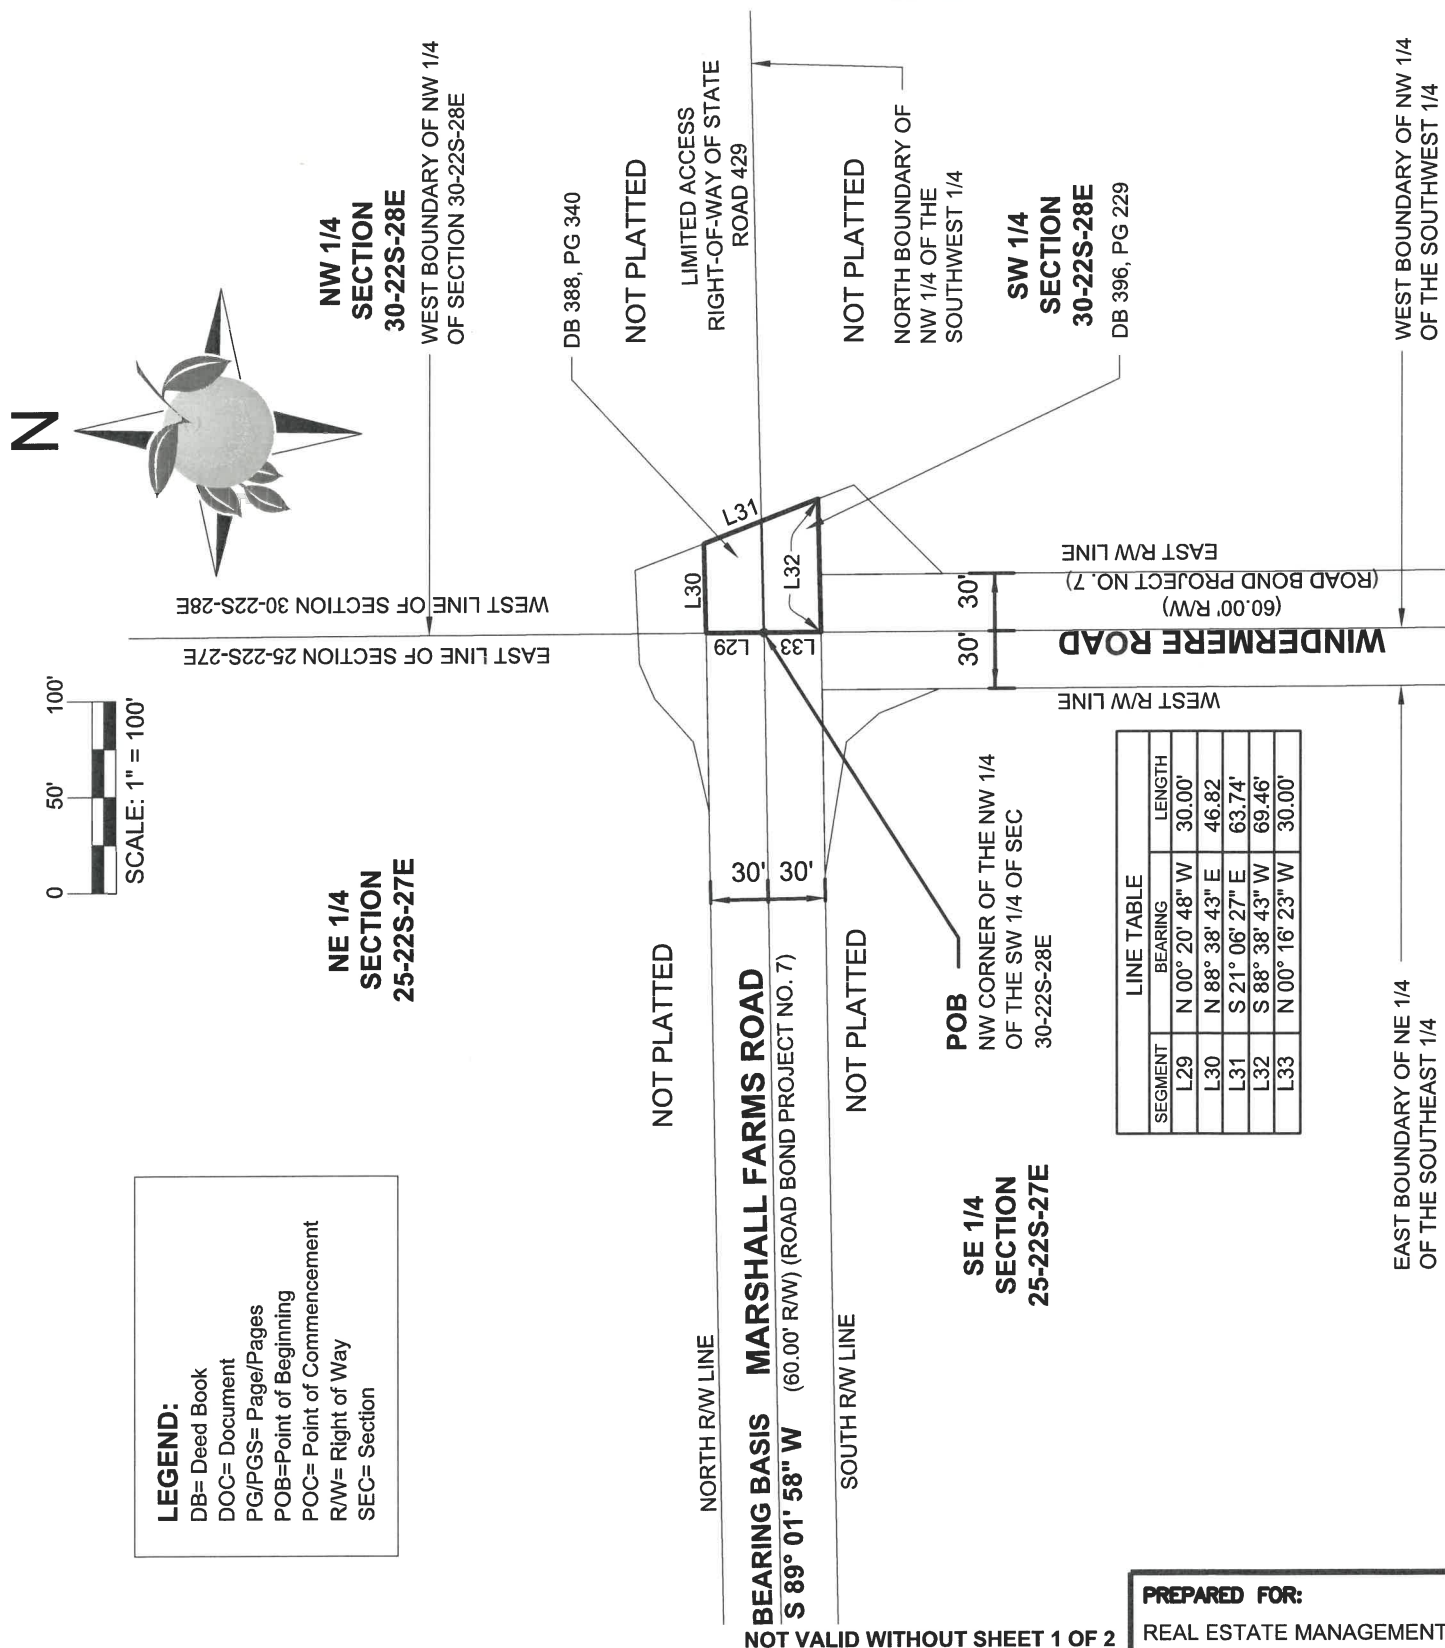 N
0
50'
100'
SCALE: 1" = 100'
NW 1/4
SECTION
30-22S-28E
WEST BOUNDARY OF NW 1/4
OF SECTION 30-22S-28E
WEST LINE OF SECTION 30-22S-28E
EAST LINE OF SECTION 25-22S-27E
NE 1/4
SECTION
25-22S-27E
LEGEND:
DB= Deed Book
DOC= Document
PG/PGS= Page/Pages
POB=Point of Beginning
POC= Point of Commencement
R/W= Right of Way
SEC= Section
DB 388, PG 340
NOT PLATTED
LIMITED ACCESS
RIGHT-OF-WAY OF STATE
ROAD 429
NOT PLATTED
NORTH BOUNDARY OF
NW 1/4 OF THE
SOUTHWEST 1/4
SW 1/4
SECTION
30-22S-28E
DB 396, PG 229
L30
L31
L29
L32
L33
30'
30'
NOT PLATTED
NORTH R/W LINE
BEARING BASIS
S 89° 01' 58" W
MARSHALL FARMS ROAD
(60.00' R/W) (ROAD BOND PROJECT NO. 7)
SOUTH R/W LINE
NOT PLATTED
30'
30'
EAST R/W LINE
(ROAD BOND PROJECT NO. 7)
(60.00' R/W)
WINDERMERE ROAD
WEST R/W LINE
POB
NW CORNER OF THE NW 1/4
OF THE SW 1/4 OF SEC
30-22S-28E
SE 1/4
SECTION
25-22S-27E
LINE TABLE
SEGMENT BEARING LENGTH
L29 N 00° 20' 48" W 30.00'
L30 N 88° 38' 43" E 46.82
L31 S 21° 06' 27" E 63.74'
L32 S 88° 38' 43" W 69.46'
L33 N 00° 16' 23" W 30.00'
WEST BOUNDARY OF NW 1/4
OF THE SOUTHWEST 1/4
EAST BOUNDARY OF NE 1/4
OF THE SOUTHEAST 1/4
NOT VALID WITHOUT SHEET 1 OF 2
PREPARED FOR:
REAL ESTATE MANAGEMENT